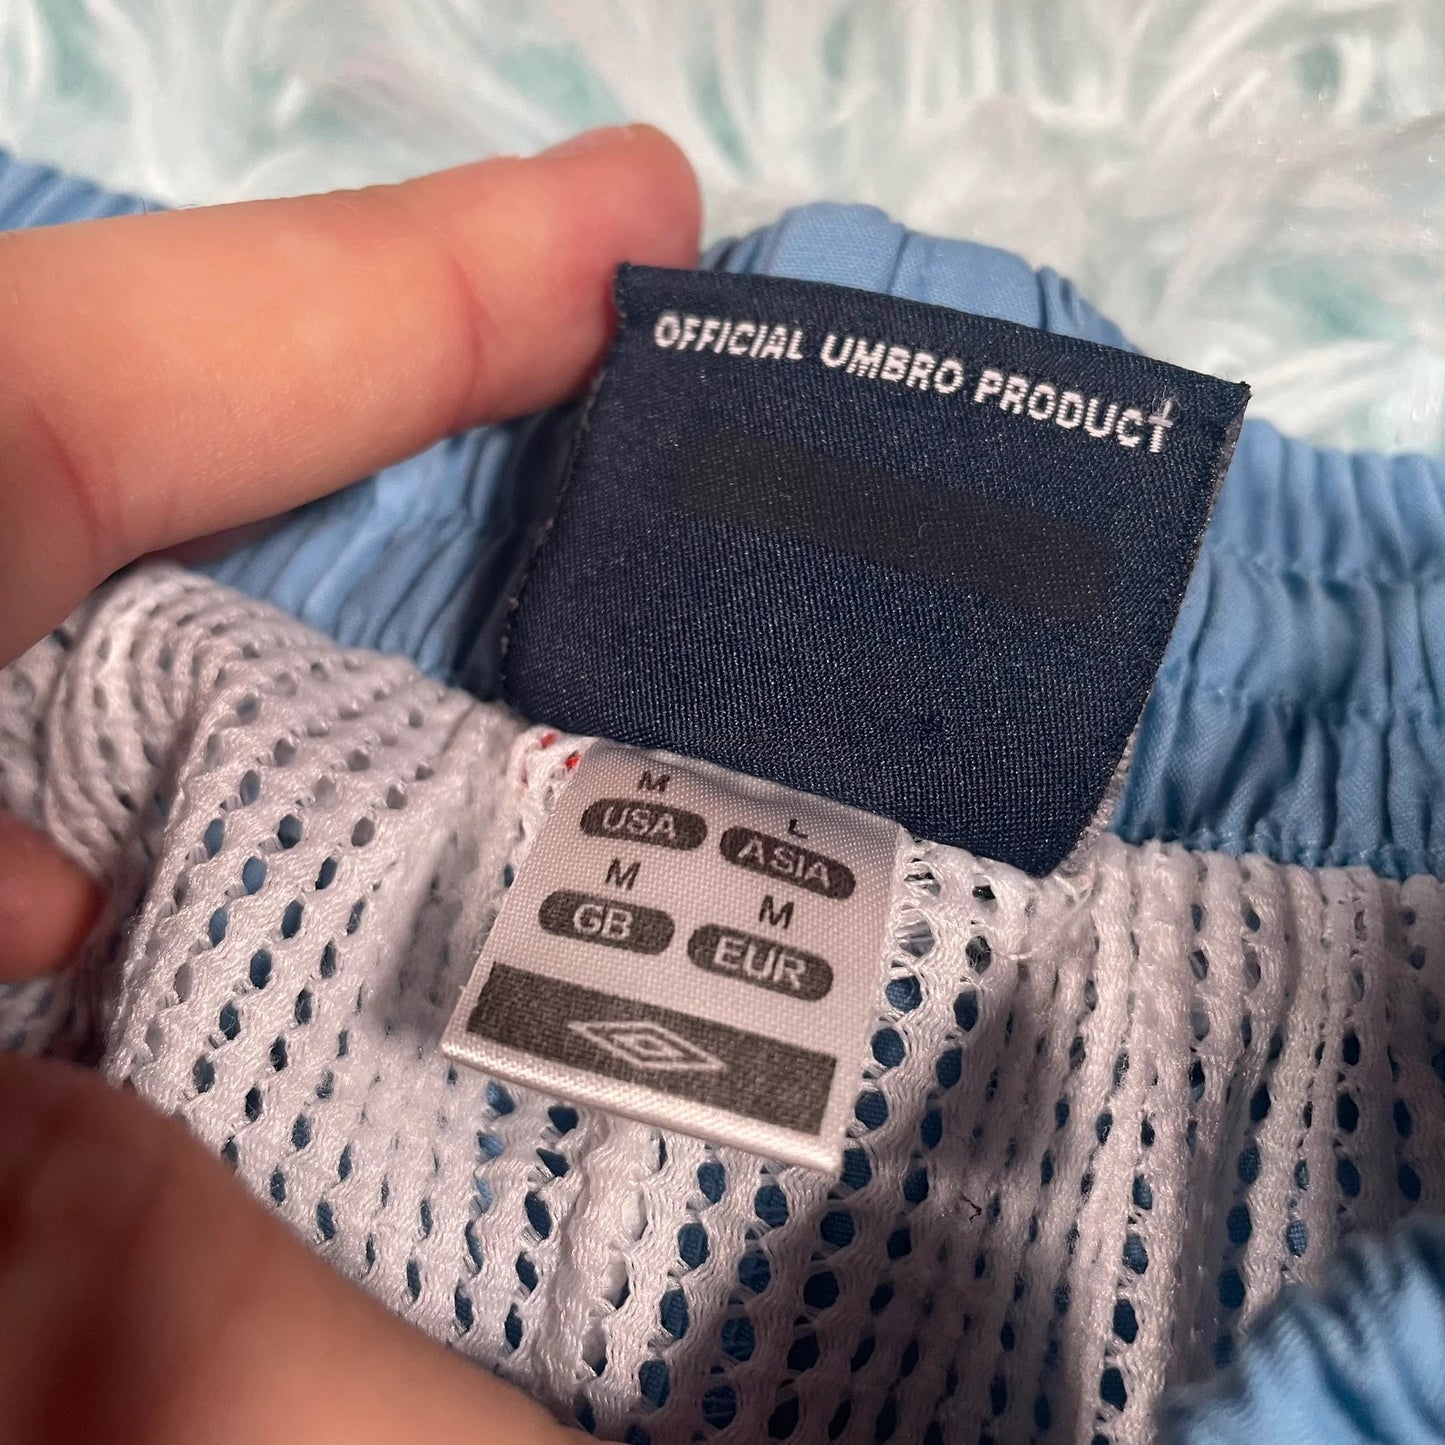 OFFICIAL UMBRO PRODUCT
M L
USA ASIA
M M
GB EUR